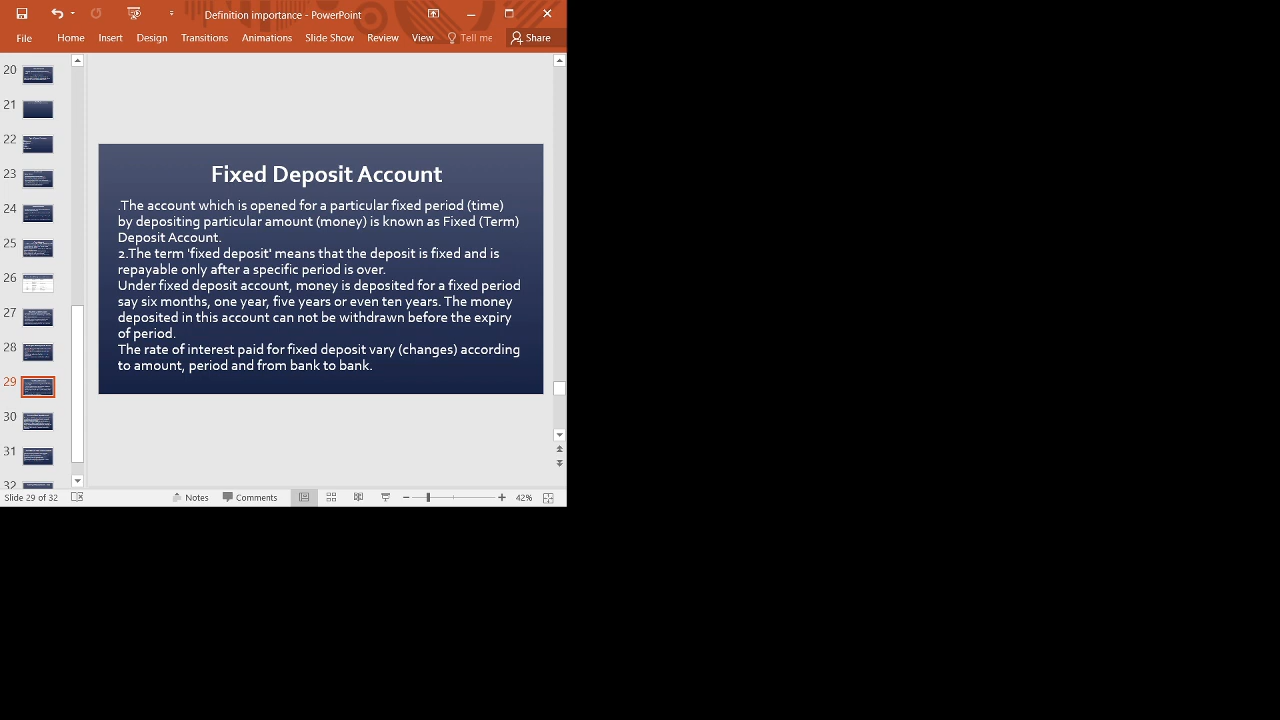 Definition importance - PowerPoint
File Home Insert Design Transitions Animations Slide Show Review View Tell me Share
20
21
22
23
24
25
26
27
28
29
30
31
32
Fixed Deposit Account
.The account which is opened for a particular fixed period (time)
by depositing particular amount (money) is known as Fixed (Term)
Deposit Account.
2.The term 'fixed deposit' means that the deposit is fixed and is
repayable only after a specific period is over.
Under fixed deposit account, money is deposited for a fixed period
say six months, one year, five years or even ten years. The money
deposited in this account can not be withdrawn before the expiry
of period.
The rate of interest paid for fixed deposit vary (changes) according
to amount, period and from bank to bank.
Slide 29 of 32 Notes Comments 42%